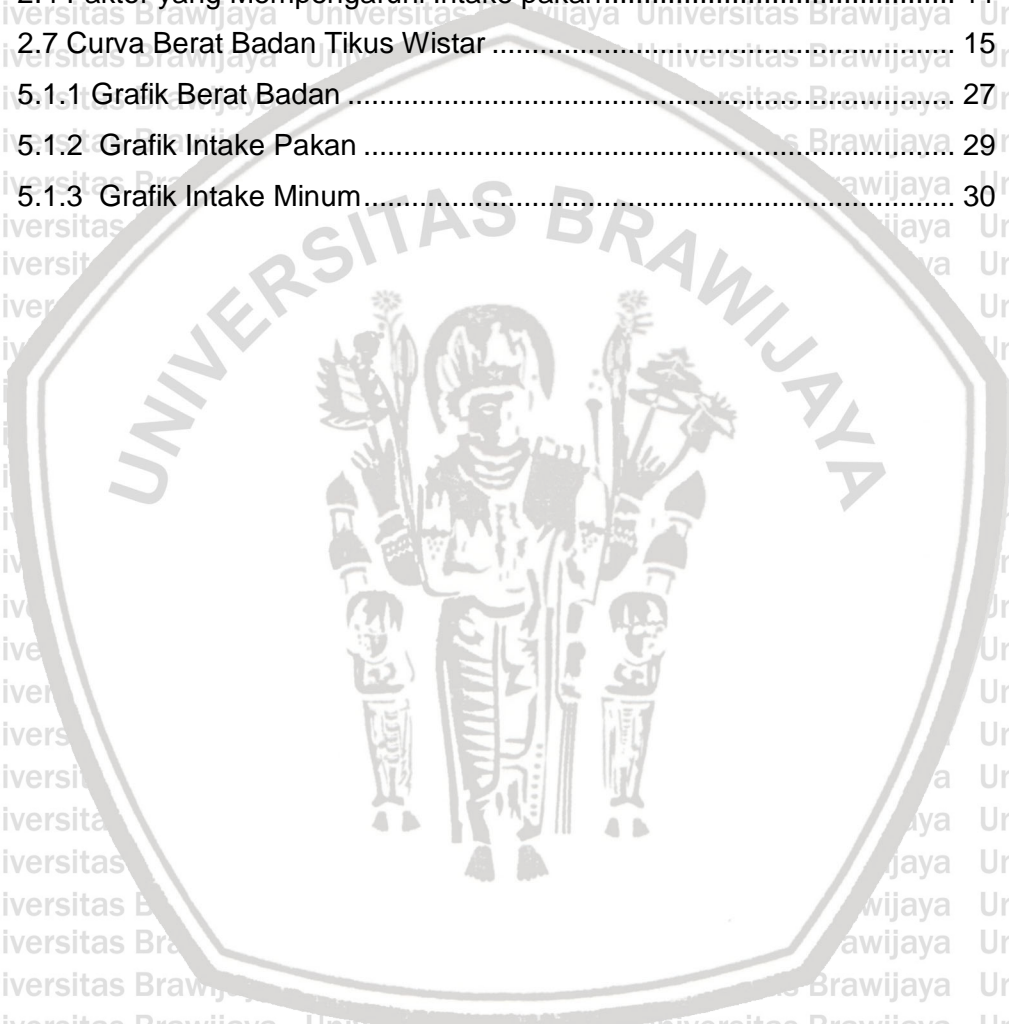 2.7 Curva Berat Badan Tikus Wistar ........................................................................ 15
5.1.1 Grafik Berat Badan ............................................................................................. 27
5.1.2 Grafik Intake Pakan ........................................................................................... 29
5.1.3 Grafik Intake Minum ........................................................................................... 30
UNIVERSITAS BRAWIJAYA